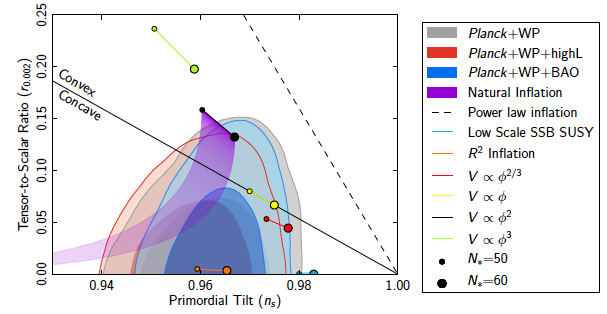 Tensor-to-Scalar Ratio (r0.002)
0.25
0.20
0.15
0.10
0.05
0.00
Convex
Concave
0.94
0.96
0.98
1.00
Primordial Tilt (ns)
Planck+WP
Planck+WP+highL
Planck+WP+BAO
Natural Inflation
Power law inflation
Low Scale SSB SUSY
R² Inflation
V ∝ ϕ^2/3
V ∝ ϕ
V ∝ ϕ²
V ∝ ϕ³
N*=50
N*=60